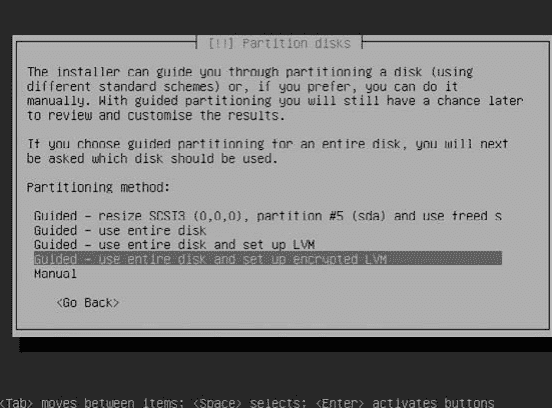 [!!] Partition disks
The installer can guide you through partitioning a disk (using
different standard schemes) or, if you prefer, you can do it
manually. With guided partitioning you will still have a chance later
to review and customise the results.
If you choose guided partitioning for an entire disk, you will next
be asked which disk should be used.
Partitioning method:
Guided - resize SCSI3 (0,0,0), partition #5 (sda) and use freed s
Guided - use entire disk
Guided - use entire disk and set up LVM
Guided - use entire disk and set up encrypted LVM
Manual
<Go Back>
<Tab> moves between items; <Space> selects; <Enter> activates buttons